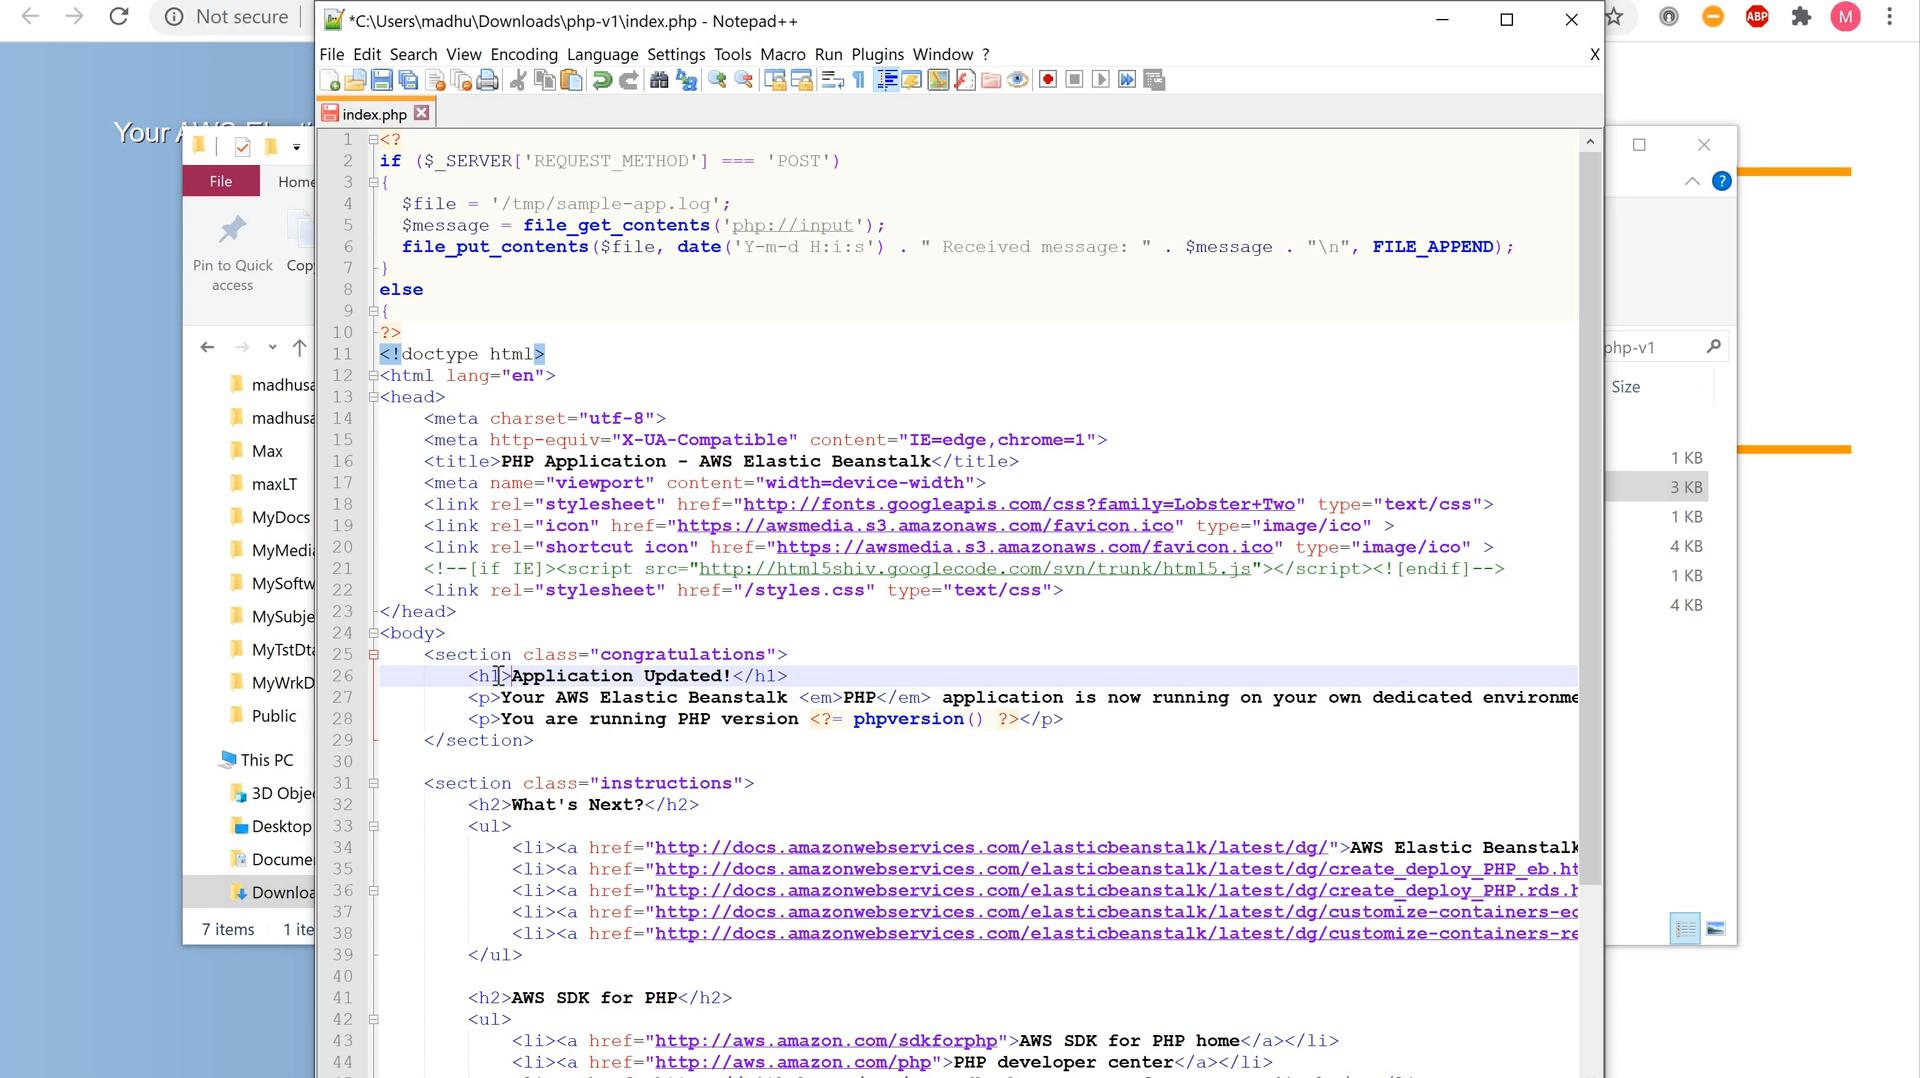 Not secure
*C:\Users\madhu\Downloads\php-v1\index.php - Notepad++
M
File Edit Search View Encoding Language Settings Tools Macro Run Plugins Window ?
X
index.php
Your AWS
File
Home
Pin to Quick
access
Copy
madhusa
madhusa
Max
maxLT
MyDocs
MyMedia
MySoftw
MySubje
MyTstDta
MyWrkD
Public
This PC
3D Obje
Desktop
Docume
Downloa
7 items
1 ite
1 <?
2 if ($_SERVER['REQUEST_METHOD'] === 'POST')
3 {
4 $file = '/tmp/sample-app.log';
5 $message = file_get_contents('php://input');
6 file_put_contents($file, date('Y-m-d H:i:s') . " Received message: " . $message . "\n", FILE_APPEND);
7 }
8 else
9 {
10 ?>
11 <!doctype html>
12 <html lang="en">
13 <head>
14 <meta charset="utf-8">
15 <meta http-equiv="X-UA-Compatible" content="IE=edge,chrome=1">
16 <title>PHP Application - AWS Elastic Beanstalk</title>
17 <meta name="viewport" content="width=device-width">
18 <link rel="stylesheet" href="http://fonts.googleapis.com/css?family=Lobster+Two" type="text/css">
19 <link rel="icon" href="https://awsmedia.s3.amazonaws.com/favicon.ico" type="image/ico" >
20 <link rel="shortcut icon" href="https://awsmedia.s3.amazonaws.com/favicon.ico" type="image/ico" >
21 <!--[if IE]><script src="http://html5shiv.googlecode.com/svn/trunk/html5.js"></script><![endif]-->
22 <link rel="stylesheet" href="/styles.css" type="text/css">
23 </head>
24 <body>
25 <section class="congratulations">
26 <h1>Application Updated!</h1>
27 <p>Your AWS Elastic Beanstalk <em>PHP</em> application is now running on your own dedicated environme
28 <p>You are running PHP version <?= phpversion() ?></p>
29 </section>
30
31 <section class="instructions">
32 <h2>What's Next?</h2>
33 <ul>
34 <li><a href="http://docs.amazonwebservices.com/elasticbeanstalk/latest/dg/">AWS Elastic Beanstalk
35 <li><a href="http://docs.amazonwebservices.com/elasticbeanstalk/latest/dg/create_deploy_PHP_eb.ht
36 <li><a href="http://docs.amazonwebservices.com/elasticbeanstalk/latest/dg/create_deploy_PHP.rds.h
37 <li><a href="http://docs.amazonwebservices.com/elasticbeanstalk/latest/dg/customize-containers-ec
38 <li><a href="http://docs.amazonwebservices.com/elasticbeanstalk/latest/dg/customize-containers-re
39 </ul>
40
41 <h2>AWS SDK for PHP</h2>
42 <ul>
43 <li><a href="http://aws.amazon.com/sdkforphp">AWS SDK for PHP home</a></li>
44 <li><a href="http://aws.amazon.com/php">PHP developer center</a></li>
ABP
?
php-v1
Size
1 KB
3 KB
1 KB
4 KB
1 KB
4 KB